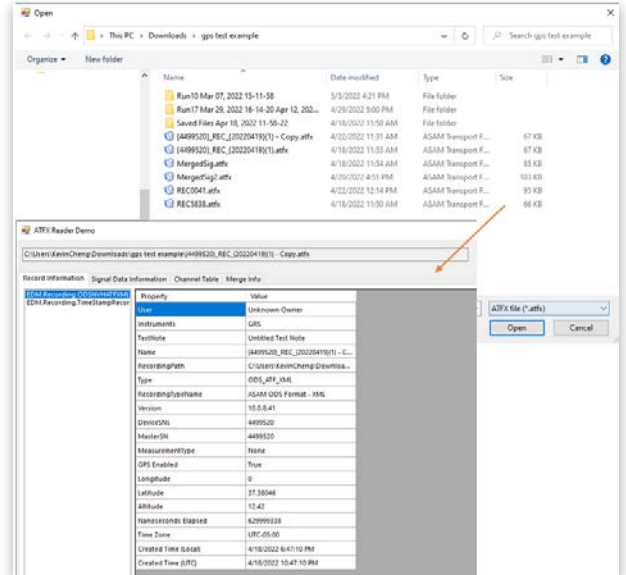 Open
This PC > Downloads > gps test example
Search gps test example
Organize
New folder
Name Date modified Type Size
Run10 Mar 07, 2022 15-11-58 5/3/2022 4:21 PM File folder
Run17 Mar 29, 2022 16-14-20 Apr 12, 202... 4/29/2022 5:00 PM File folder
Saved Files Apr 18, 2022 11-58-22 4/18/2022 11:58 AM File folder
(4499520)_REC_(20220419)(1) - Copy.atfx 4/22/2022 11:31 AM ASAM Transport F... 67 KB
(4499520)_REC_(20220419)(1).atfx 4/18/2022 11:53 AM ASAM Transport F... 67 KB
MergedSig.atfx 4/18/2022 11:54 AM ASAM Transport F... 85 KB
MergedSig2.atfx 4/20/2022 4:51 PM ASAM Transport F... 103 KB
REC0041.atfx 4/22/2022 12:14 PM ASAM Transport F... 95 KB
REC5838.atfx 4/18/2022 11:50 AM ASAM Transport F... 66 KB
ATFX file (*.atfx)
Open Cancel
ATFX Reader Demo
C:\Users\KevinCheng\Downloads\gps test example\(4499520)_REC_(20220419)(1) - Copy.atfx
Record Information Signal Data Information Channel Table Merge Info
EDM.Recording.ODSNVHATFXML
EDM.Recording.TimeStampRecor
Property Value
User Unknown Owner
Instruments GRS
TestNote Untitled Test Note
Name (4499520)_REC_(20220419)(1) - C...
RecordingPath C:\Users\KevinCheng\Downloa...
Type ODS_ATF_XML
RecordingTypeName ASAM ODS Format - XML
Version 10.0.8.41
DeviceSNs 4499520
MasterSN 4499520
MeasurementType None
GPS Enabled True
Longitude 0
Latitude 37.38046
Altitude 12.42
Nanoseconds Elapsed 629999338
Time Zone UTC-05:00
Created Time (Local) 4/18/2022 6:47:10 PM
Created Time (UTC) 4/18/2022 10:47:10 PM